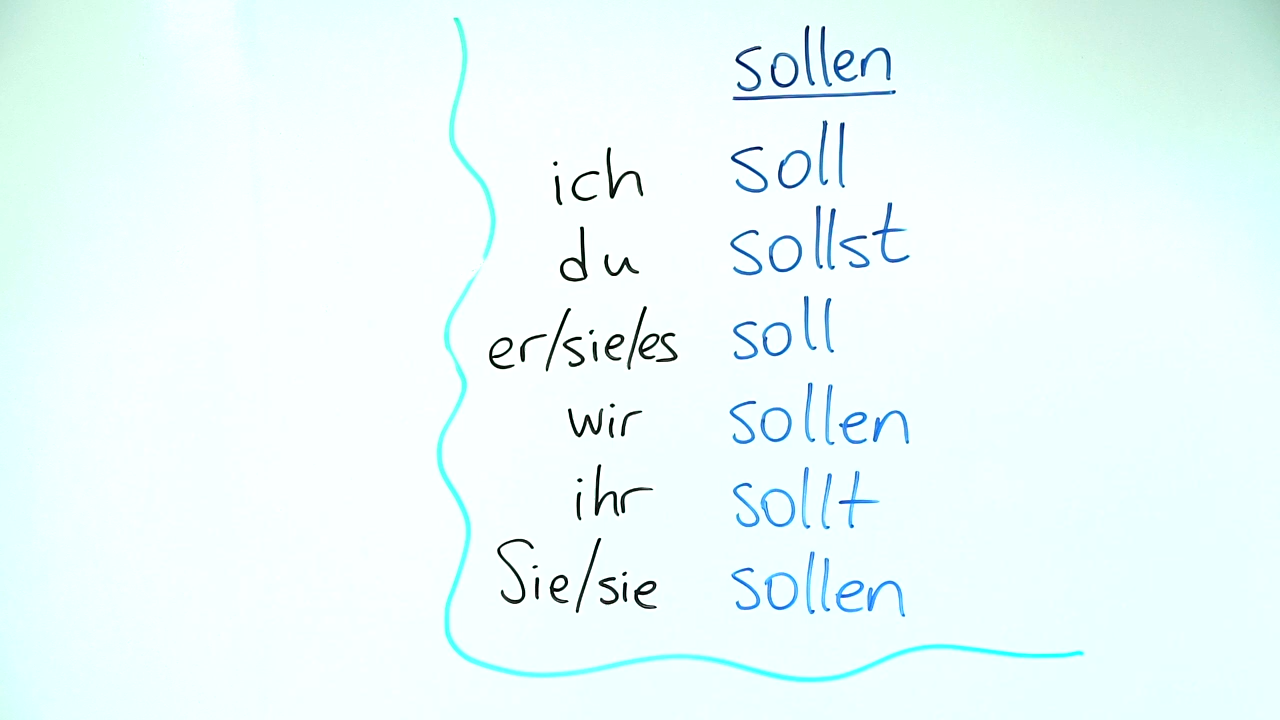 sollen
ich soll
du sollst
er/sie/es soll
wir sollen
ihr sollt
Sie/sie sollen